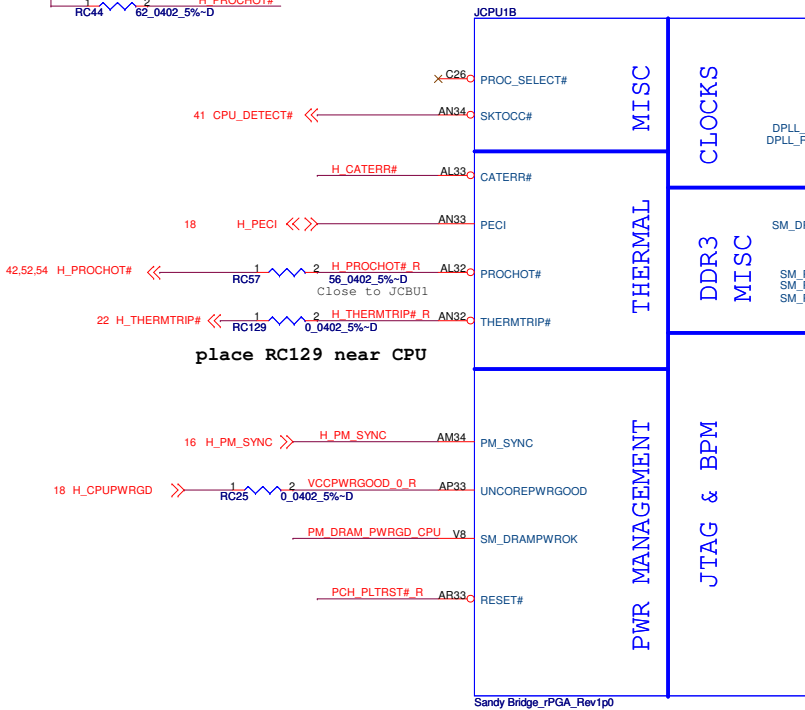 1 2 H_PROCHOT#
RC44 62_0402_5%~D
JCPU1B
C26 PROC_SELECT#
41 CPU_DETECT# AN34 SKTOCC#
MISC
CLOCKS
H_CATERR# AL33 CATERR#
18 H_PECI AN33 PECI
42,52,54 H_PROCHOT# 1 2 H_PROCHOT#_R AL32 PROCHOT#
RC57 56_0402_5%~D
Close to JCBU1
22 H_THERMTRIP# 1 2 H_THERMTRIP#_R AN32 THERMTRIP#
RC129 0_0402_5%~D
place RC129 near CPU
THERMAL
DDR3
MISC
16 H_PM_SYNC H_PM_SYNC AM34 PM_SYNC
18 H_CPUPWRGD 1 2 VCCPWRGOOD_0_R AP33 UNCOREPWRGOOD
RC25 0_0402_5%~D
PM_DRAM_PWRGD_CPU V8 SM_DRAMPWROK
PCH_PLTRST#_R AR33 RESET#
PWR MANAGEMENT
JTAG & BPM
Sandy Bridge_rPGA_Rev1p0